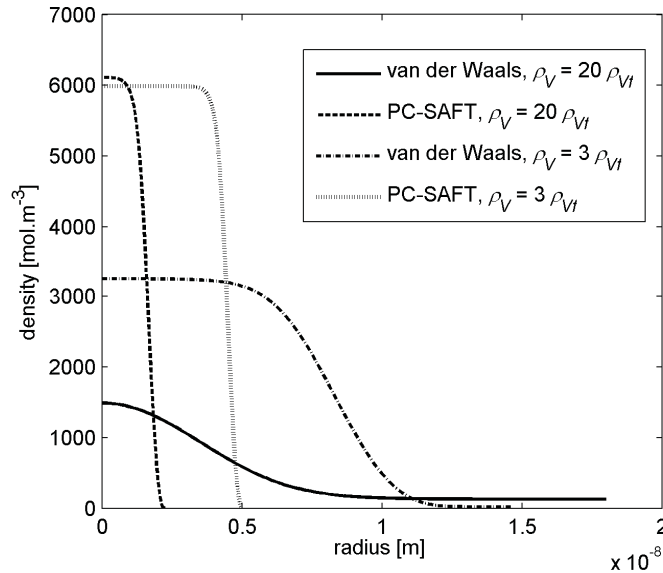 7000
6000
5000
4000
3000
2000
1000
0
density [mol.m⁻³]
van der Waals, ρV = 20 ρVt
PC-SAFT, ρV = 20 ρVt
van der Waals, ρV = 3 ρVt
PC-SAFT, ρV = 3 ρVt
0 0.5 1 1.5 2
radius [m]
x 10⁻⁸